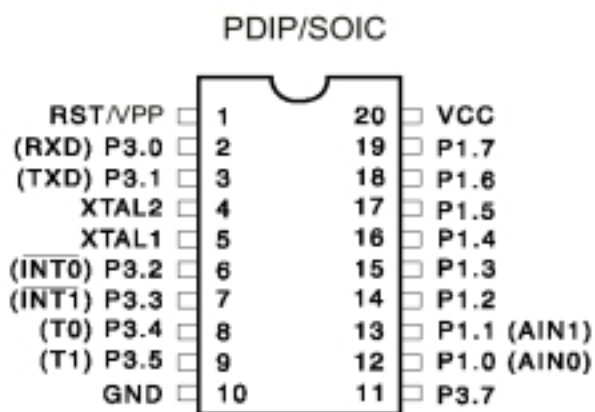 PDIP/SOIC
RST/VPP 1 20 VCC
(RXD) P3.0 2 19 P1.7
(TXD) P3.1 3 18 P1.6
XTAL2 4 17 P1.5
XTAL1 5 16 P1.4
(INT0) P3.2 6 15 P1.3
(INT1) P3.3 7 14 P1.2
(T0) P3.4 8 13 P1.1 (AIN1)
(T1) P3.5 9 12 P1.0 (AIN0)
GND 10 11 P3.7